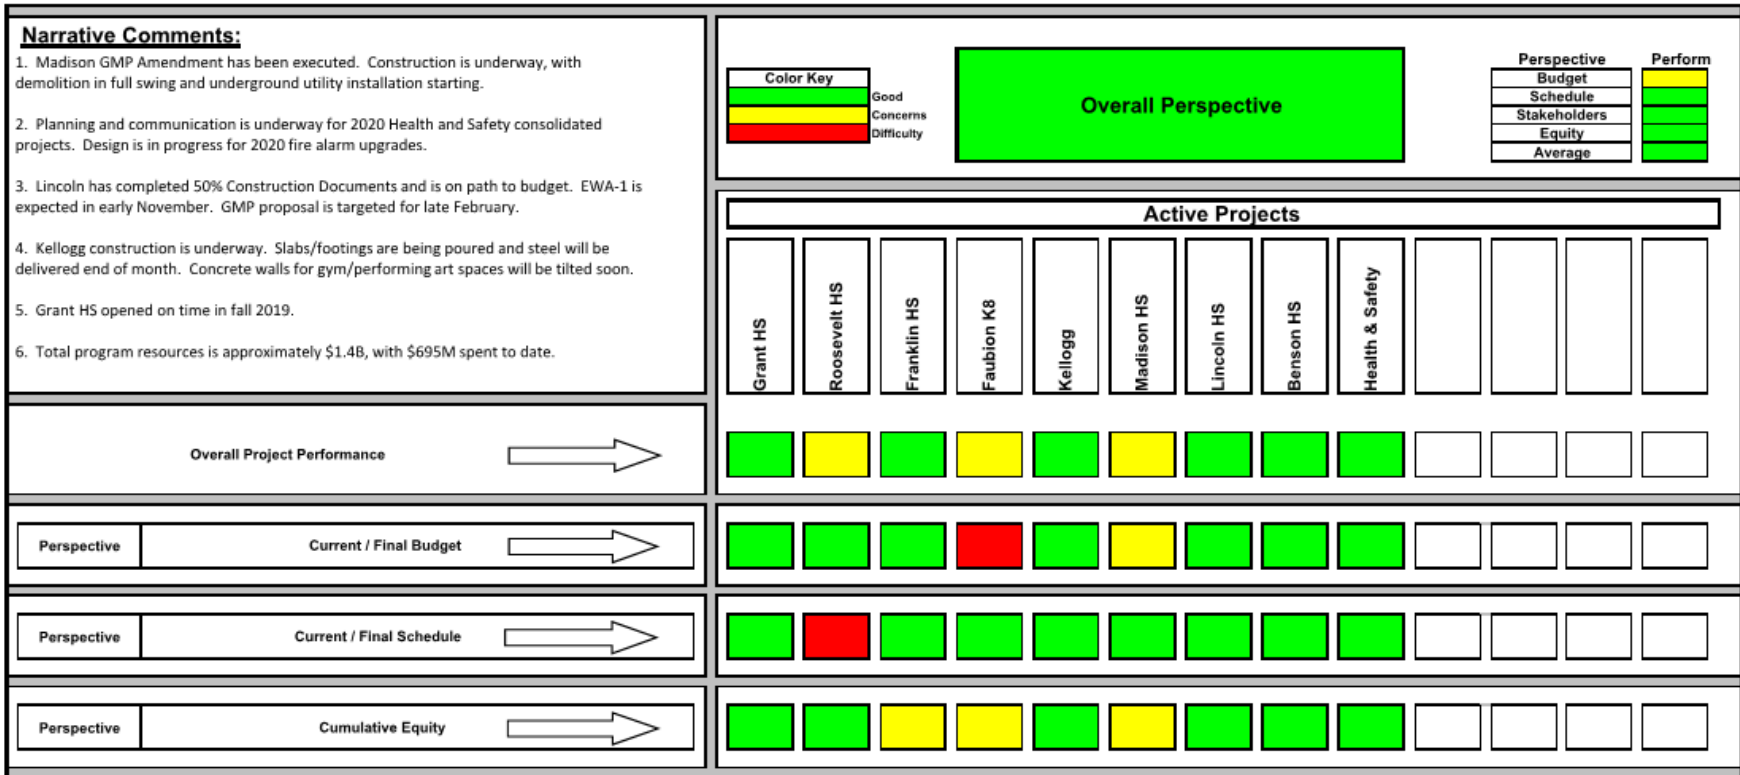 Narrative Comments:
1.  Madison GMP Amendment has been executed.  Construction is underway, with
demolition in full swing and underground utility installation starting.
2.  Planning and communication is underway for 2020 Health and Safety consolidated
projects.  Design is in progress for 2020 fire alarm upgrades.
3.  Lincoln has completed 50% Construction Documents and is on path to budget.  EWA-1 is
expected in early November.  GMP proposal is targeted for late February.
4.  Kellogg construction is underway.  Slabs/footings are being poured and steel will be
delivered end of month.  Concrete walls for gym/performing art spaces will be tilted soon.
5.  Grant HS opened on time in fall 2019.
6.  Total program resources is approximately $1.4B, with $695M spent to date.
Color Key
Good
Concerns
Difficulty
Overall Perspective
Perspective Perform
Budget
Schedule
Stakeholders
Equity
Average
Active Projects
Grant HS
Roosevelt HS
Franklin HS
Faubion K8
Kellogg
Madison HS
Lincoln HS
Benson HS
Health & Safety
Overall Project Performance
Perspective Current / Final Budget
Perspective Current / Final Schedule
Perspective Cumulative Equity